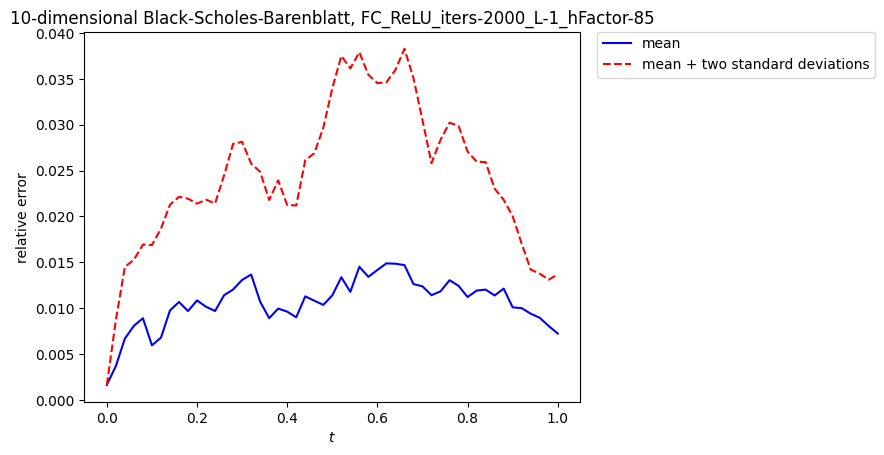 10-dimensional Black-Scholes-Barenblatt, FC_ReLU_iters-2000_L-1_hFactor-85
mean
mean + two standard deviations
relative error
0.040
0.035
0.030
0.025
0.020
0.015
0.010
0.005
0.000
0.0 0.2 0.4 0.6 0.8 1.0
t